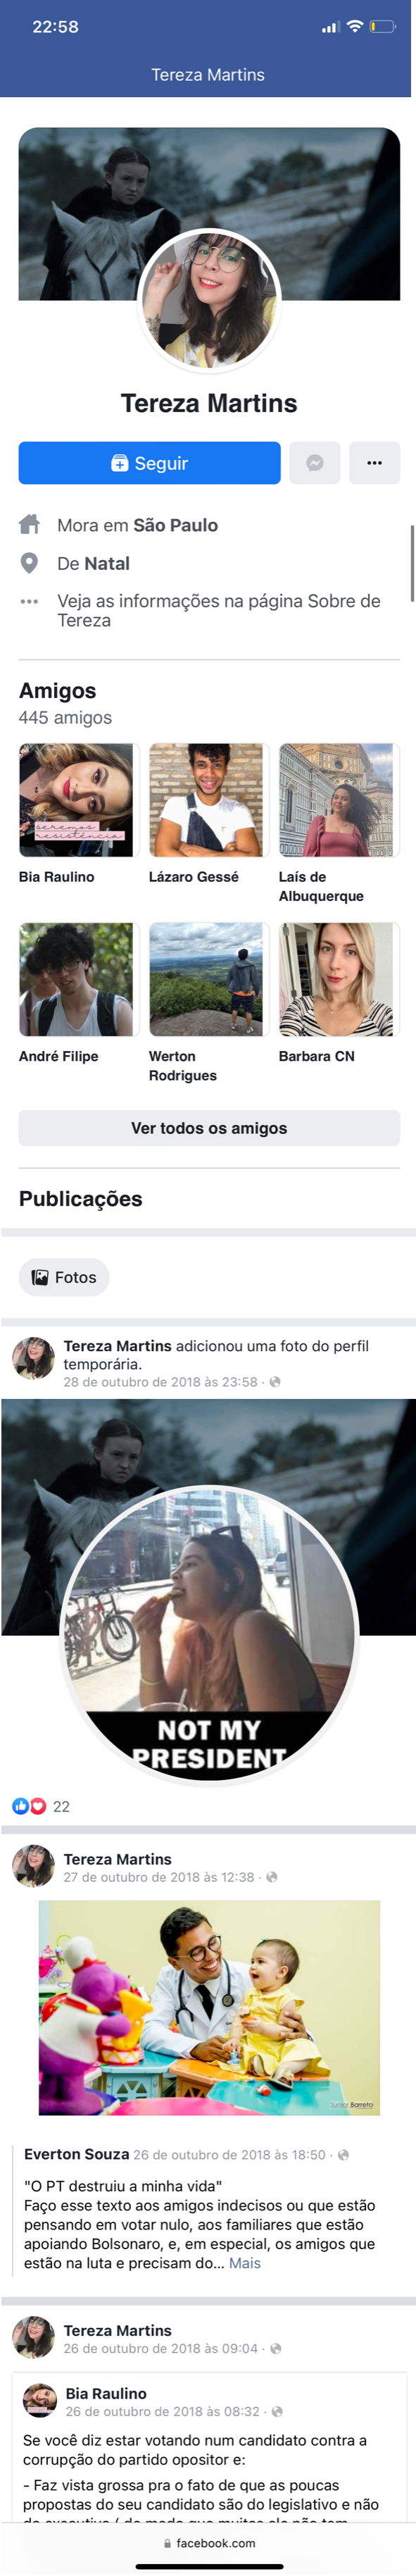 22:58
Tereza Martins
Tereza Martins
Seguir
Mora em São Paulo
De Natal
Veja as informações na página Sobre de
Tereza
Amigos
445 amigos
seremos
resistência
Bia Raulino
Lázaro Gessé
Laís de
Albuquerque
André Filipe
Werton
Rodrigues
Barbara CN
Ver todos os amigos
Publicações
Fotos
Tereza Martins adicionou uma foto do perfil
temporária.
28 de outubro de 2018 às 23:58 ·
NOT MY
PRESIDENT
22
Tereza Martins
27 de outubro de 2018 às 12:38 ·
Junior Barreto
Everton Souza 26 de outubro de 2018 às 18:50 ·
"O PT destruiu a minha vida"
Faço esse texto aos amigos indecisos ou que estão
pensando em votar nulo, aos familiares que estão
apoiando Bolsonaro, e, em especial, os amigos que
estão na luta e precisam do... Mais
Tereza Martins
26 de outubro de 2018 às 09:04 ·
Bia Raulino
26 de outubro de 2018 às 08:32 ·
Se você diz estar votando num candidato contra a
corrupção do partido opositor e:
- Faz vista grossa pra o fato de que as poucas
propostas do seu candidato são do legislativo e não
facebook.com